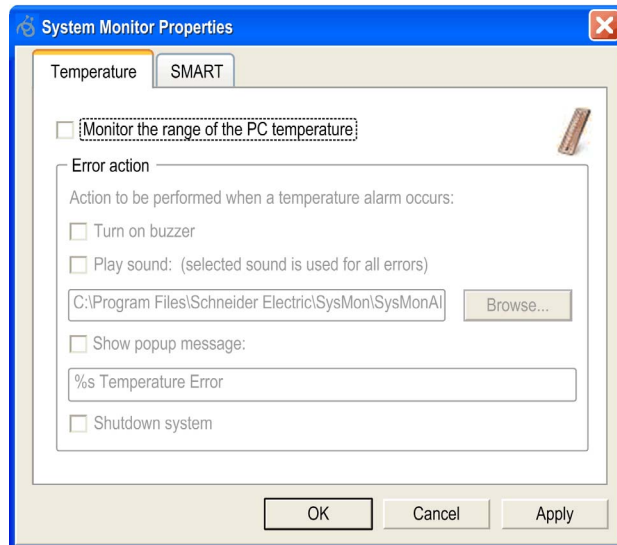 System Monitor Properties
Temperature SMART
Monitor the range of the PC temperature
Error action
Action to be performed when a temperature alarm occurs:
Turn on buzzer
Play sound: (selected sound is used for all errors)
C:\Program Files\Schneider Electric\SysMon\SysMonAl Browse...
Show popup message:
%s Temperature Error
Shutdown system
OK Cancel Apply